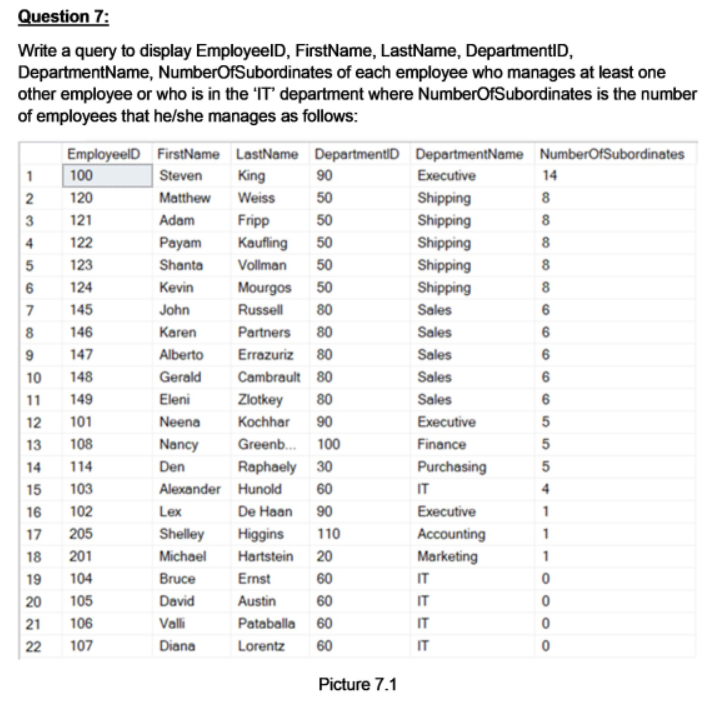 Question 7:
Write a query to display EmployeeID, FirstName, LastName, DepartmentID,
DepartmentName, NumberOfSubordinates of each employee who manages at least one
other employee or who is in the 'IT' department where NumberOfSubordinates is the number
of employees that he/she manages as follows:
EmployeeID FirstName LastName DepartmentID DepartmentName NumberOfSubordinates
1 100 Steven King 90 Executive 14
2 120 Matthew Weiss 50 Shipping 8
3 121 Adam Fripp 50 Shipping 8
4 122 Payam Kaufling 50 Shipping 8
5 123 Shanta Vollman 50 Shipping 8
6 124 Kevin Mourgos 50 Shipping 8
7 145 John Russell 80 Sales 6
8 146 Karen Partners 80 Sales 6
9 147 Alberto Errazuriz 80 Sales 6
10 148 Gerald Cambrault 80 Sales 6
11 149 Eleni Zlotkey 80 Sales 6
12 101 Neena Kochhar 90 Executive 5
13 108 Nancy Greenb... 100 Finance 5
14 114 Den Raphaely 30 Purchasing 5
15 103 Alexander Hunold 60 IT 4
16 102 Lex De Haan 90 Executive 1
17 205 Shelley Higgins 110 Accounting 1
18 201 Michael Hartstein 20 Marketing 1
19 104 Bruce Ernst 60 IT 0
20 105 David Austin 60 IT 0
21 106 Valli Pataballa 60 IT 0
22 107 Diana Lorentz 60 IT 0
Picture 7.1